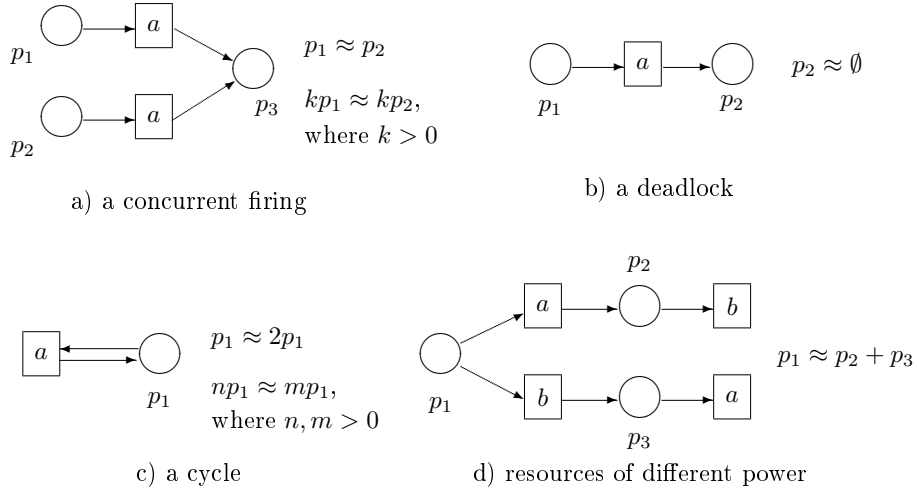 a
p₁
p₁ ≈ p₂
a
p₃
kp₁ ≈ kp₂,
where k > 0
p₂
a) a concurrent firing
a
p₁
p₂
p₂ ≈ ∅
b) a deadlock
a
p₁
p₁ ≈ 2p₁
np₁ ≈ mp₁,
where n, m > 0
c) a cycle
p₂
a
b
p₁
p₁ ≈ p₂ + p₃
b
a
p₃
d) resources of different power